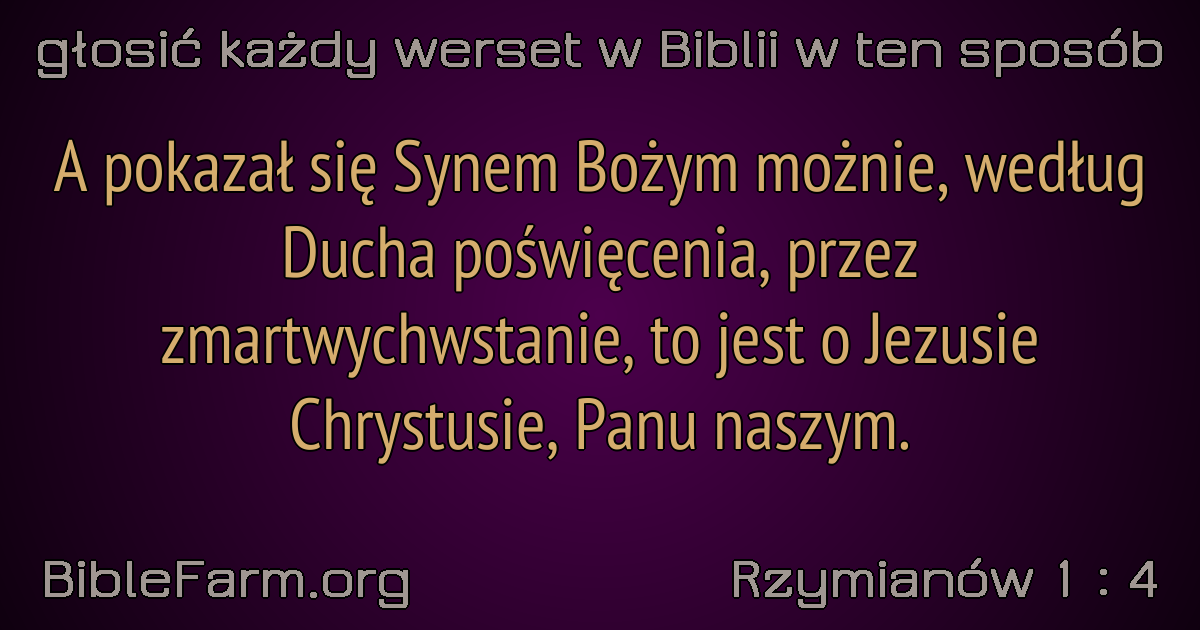 głosić każdy werset w Biblii w ten sposób
A pokazał się Synem Bożym możnie, według
Ducha poświęcenia, przez
zmartwychwstanie, to jest o Jezusie
Chrystusie, Panu naszym.
BibleFarm.org
Rzymianów 1 : 4